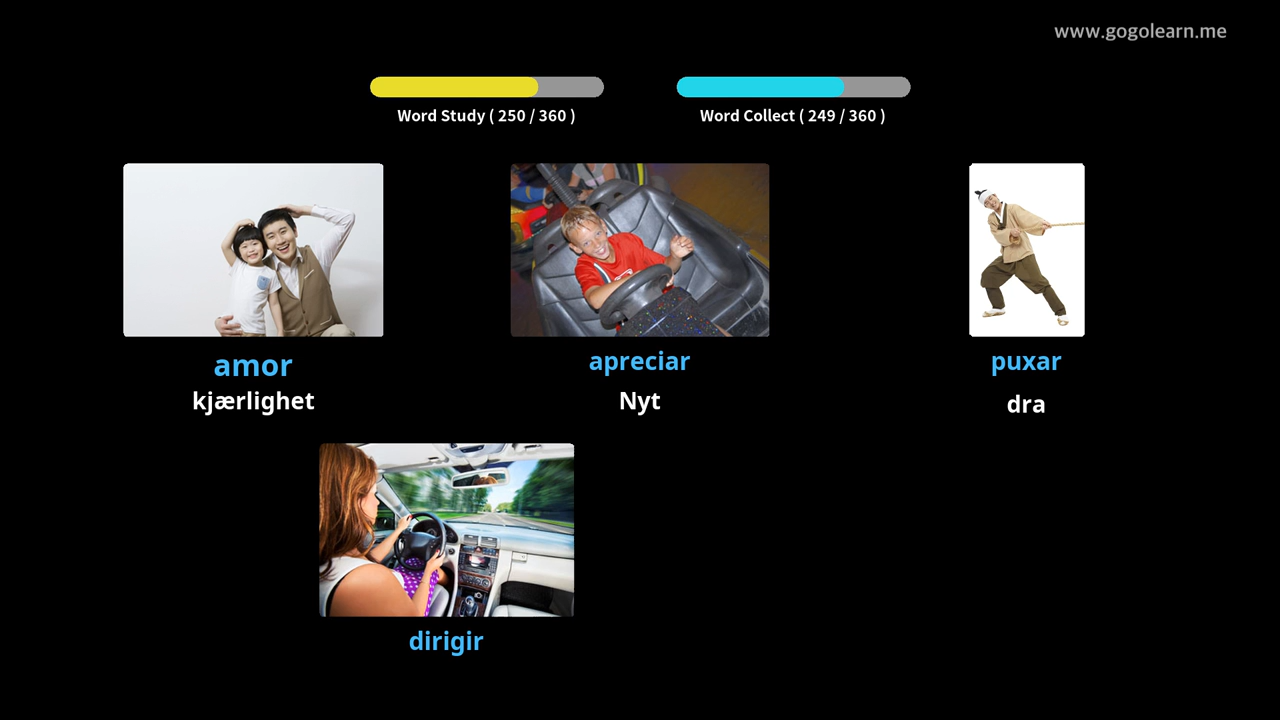 www.gogolearn.me
Word Study ( 250 / 360 )
Word Collect ( 249 / 360 )
amor
kjærlighet
apreciar
Nyt
puxar
dra
dirigir